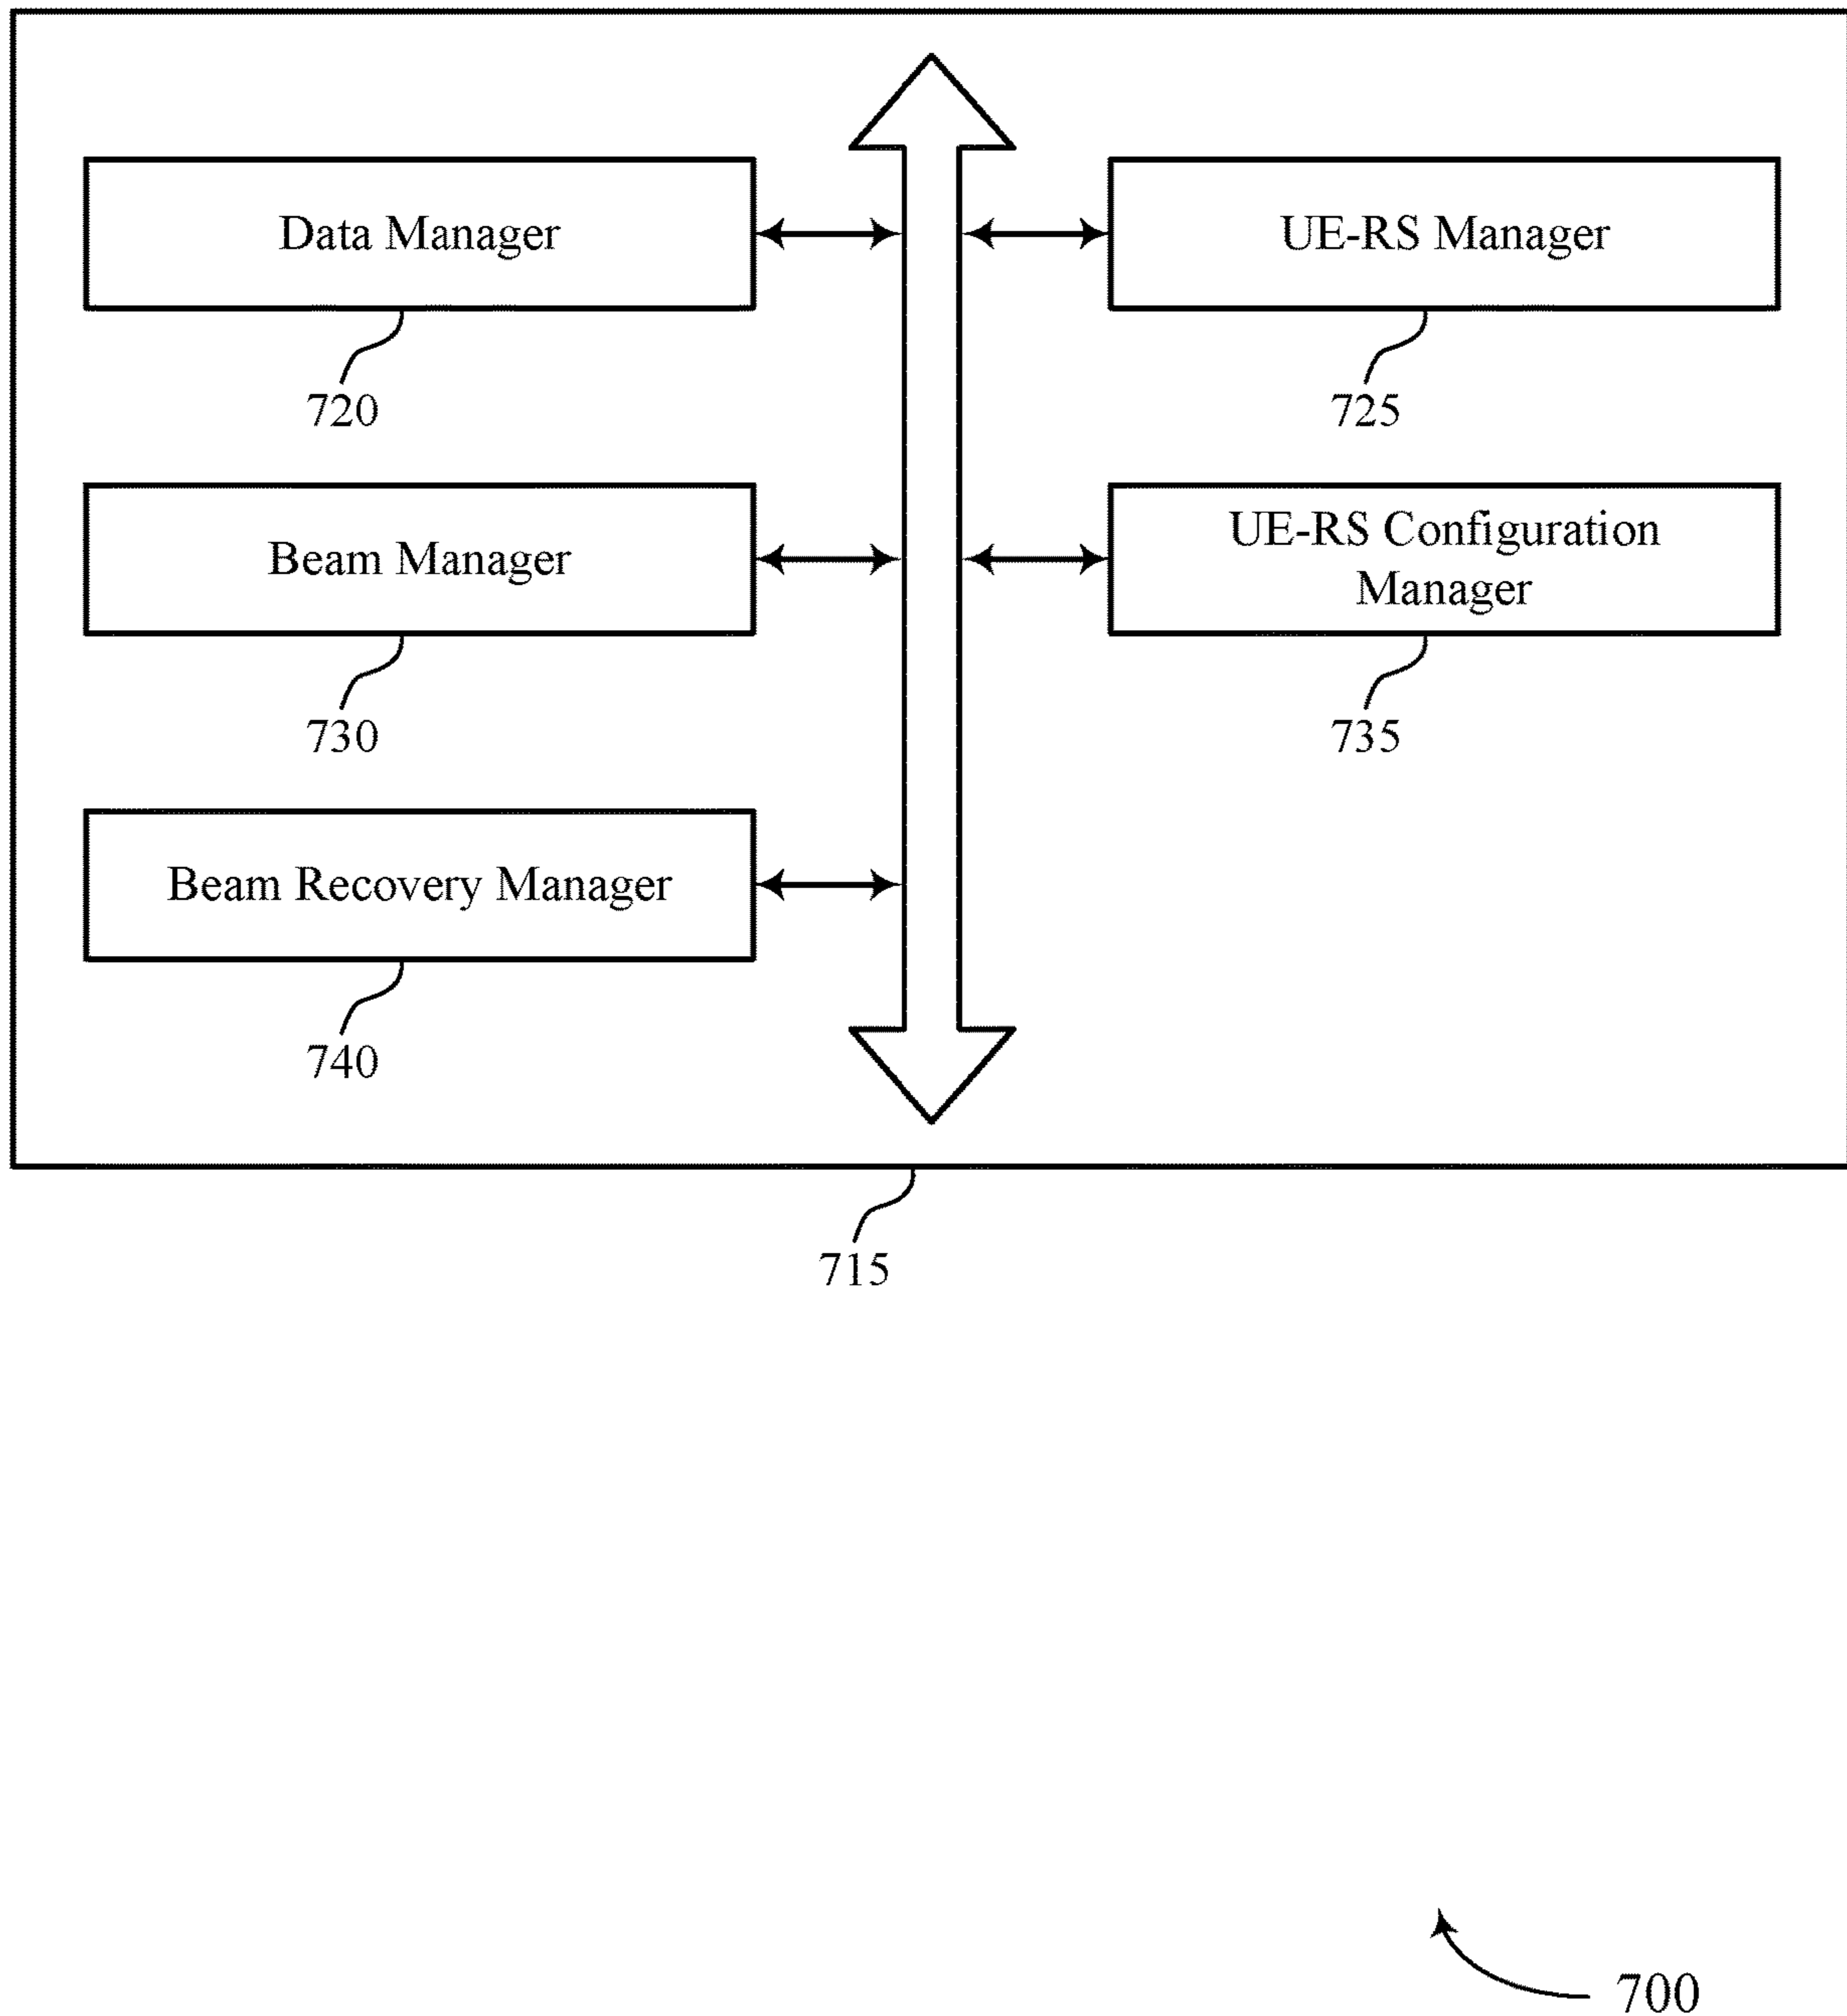 Data Manager
UE-RS Manager
720
725
Beam Manager
UE-RS Configuration
Manager
730
735
Beam Recovery Manager
740
715
700